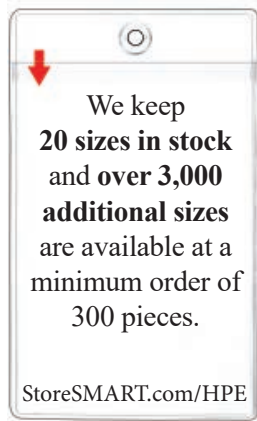 We keep
20 sizes in stock
and over 3,000
additional sizes
are available at a
minimum order of
300 pieces.
StoreSMART.com/HPE